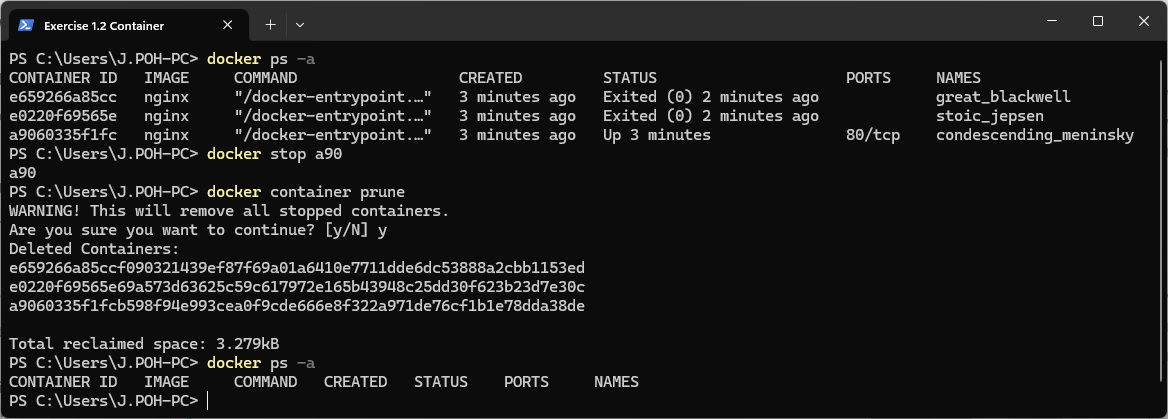 Exercise 1.2 Container
PS C:\Users\J.POH-PC> docker ps -a
CONTAINER ID   IMAGE     COMMAND                  CREATED         STATUS                     PORTS     NAMES
e659266a85cc   nginx     "/docker-entrypoint.…"   3 minutes ago   Exited (0) 2 minutes ago             great_blackwell
e0220f69565e   nginx     "/docker-entrypoint.…"   3 minutes ago   Exited (0) 2 minutes ago             stoic_jepsen
a9060335f1fc   nginx     "/docker-entrypoint.…"   3 minutes ago   Up 3 minutes               80/tcp    condescending_meninsky
PS C:\Users\J.POH-PC> docker stop a90
a90
PS C:\Users\J.POH-PC> docker container prune
WARNING! This will remove all stopped containers.
Are you sure you want to continue? [y/N] y
Deleted Containers:
e659266a85ccf090321439ef87f69a01a6410e7711dde6dc53888a2cbb1153ed
e0220f69565e69a573d63625c59c617972e165b43948c25dd30f623b23d7e30c
a9060335f1fcb598f94e993cea0f9cde666e8f322a971de76cf1b1e78dda38de
Total reclaimed space: 3.279kB
PS C:\Users\J.POH-PC> docker ps -a
CONTAINER ID   IMAGE     COMMAND   CREATED   STATUS    PORTS     NAMES
PS C:\Users\J.POH-PC>